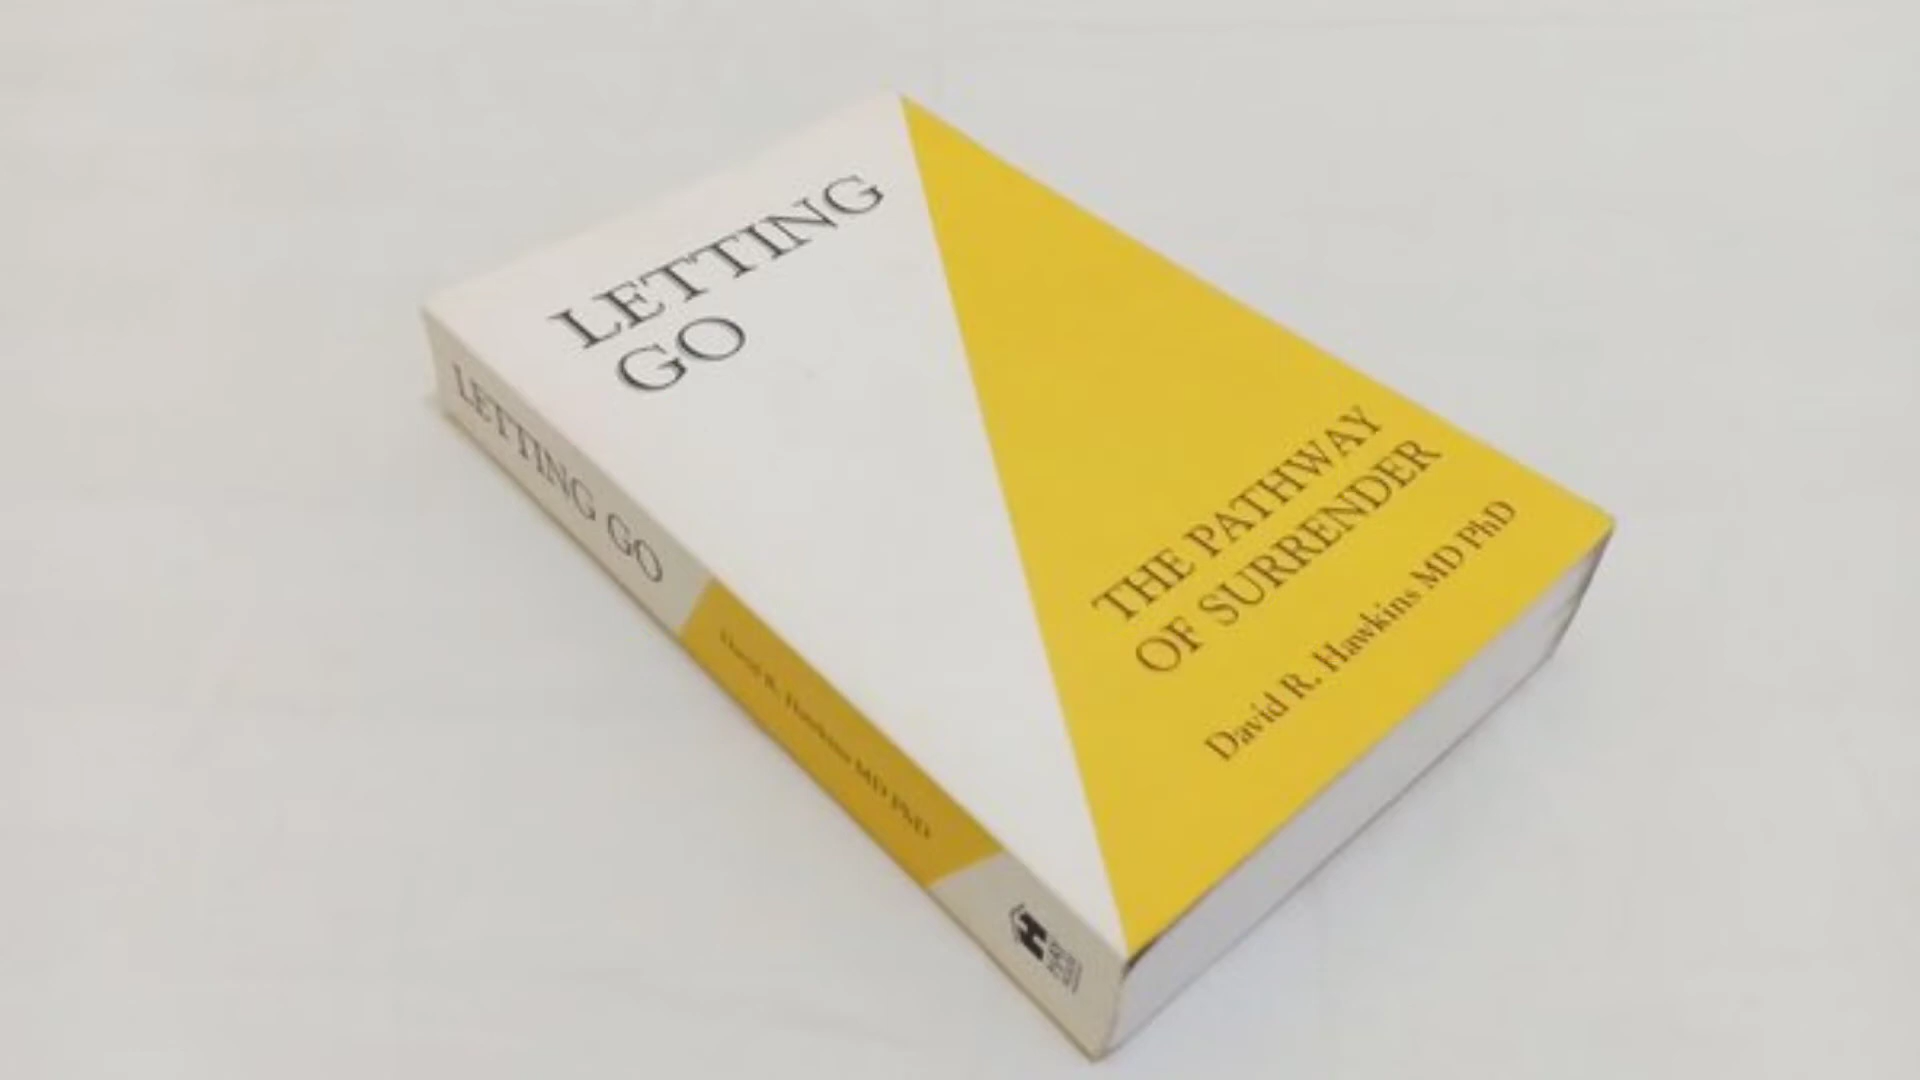 LETTING
GO
THE PATHWAY
OF SURRENDER
David R. Hawkins MD PhD
LETTING GO
David R. Hawkins MD PhD
H